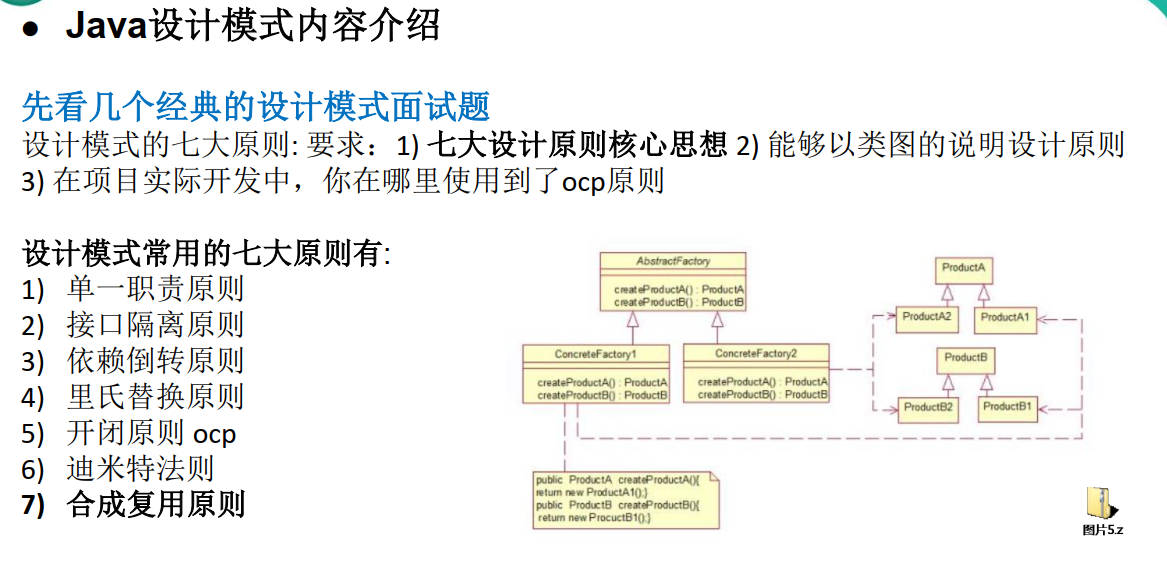 ● Java设计模式内容介绍
先看几个经典的设计模式面试题
设计模式的七大原则: 要求：1) 七大设计原则核心思想 2) 能够以类图的说明设计原则
3) 在项目实际开发中，你在哪里使用到了ocp原则
设计模式常用的七大原则有:
1) 单一职责原则
2) 接口隔离原则
3) 依赖倒转原则
4) 里氏替换原则
5) 开闭原则 ocp
6) 迪米特法则
7) 合成复用原则
AbstractFactory
createProductA() : ProductA
createProductB() : ProductB
ConcreteFactory1
createProductA() : ProductA
createProductB() : ProductB
ConcreteFactory2
createProductA() : ProductA
createProductB() : ProductB
ProductA
ProductA2
ProductA1
ProductB
ProductB2
ProductB1
public ProductA createProductA(){
return new ProductA1();}
public ProductB createProductB(){
return new ProcuctB1();}
图片5.z